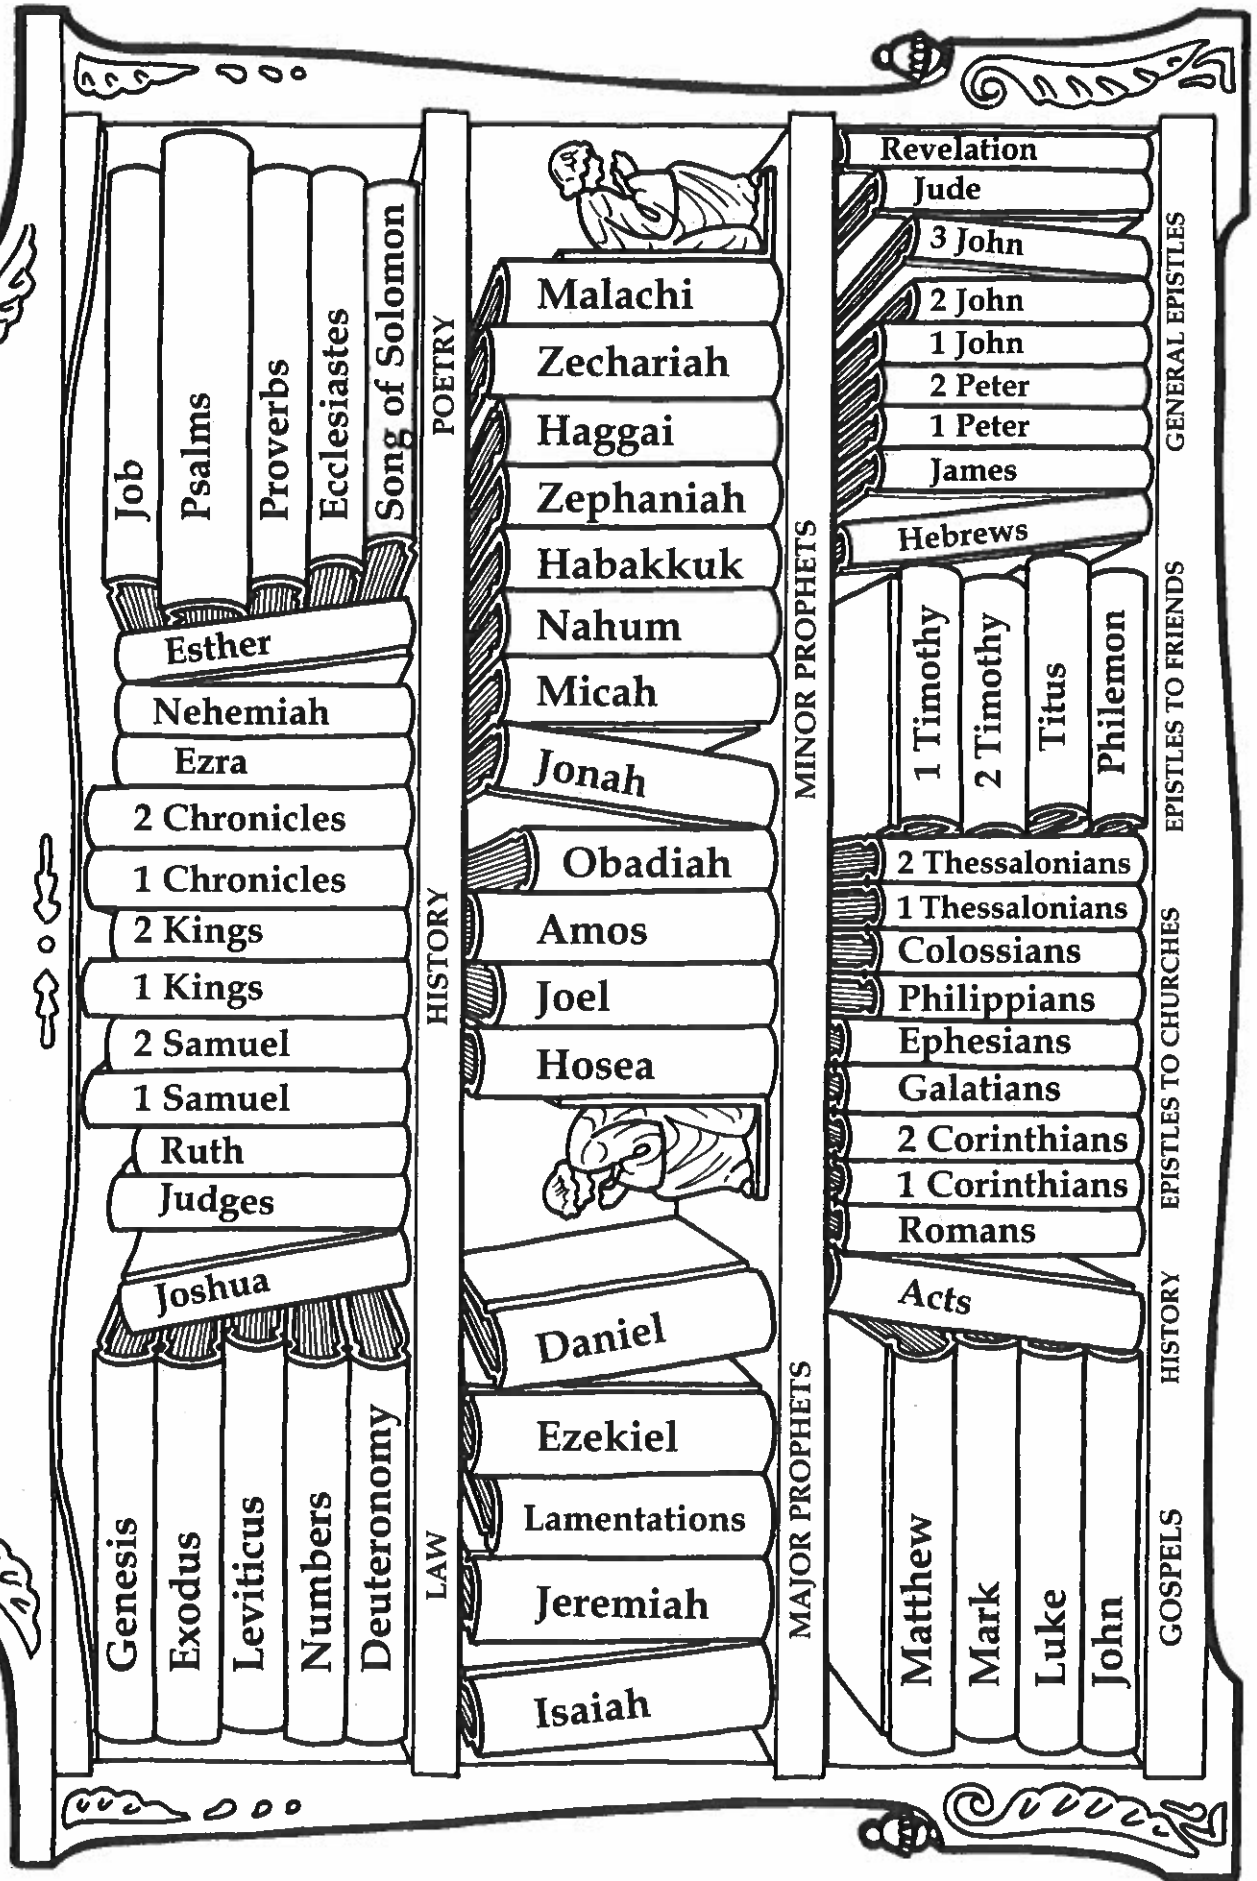 Genesis
Exodus
Leviticus
Numbers
Deuteronomy
Joshua
Judges
Ruth
1 Samuel
2 Samuel
1 Kings
2 Kings
1 Chronicles
2 Chronicles
Ezra
Nehemiah
Esther
Job
Psalms
Proverbs
Ecclesiastes
Song of Solomon
LAW
HISTORY
POETRY
Isaiah
Jeremiah
Lamentations
Ezekiel
Daniel
Hosea
Joel
Amos
Obadiah
Jonah
Micah
Nahum
Habakkuk
Zephaniah
Haggai
Zechariah
Malachi
MAJOR PROPHETS
MINOR PROPHETS
Matthew
Mark
Luke
John
Acts
Romans
1 Corinthians
2 Corinthians
Galatians
Ephesians
Philippians
Colossians
1 Thessalonians
2 Thessalonians
1 Timothy
2 Timothy
Titus
Philemon
Hebrews
James
1 Peter
2 Peter
1 John
2 John
3 John
Jude
Revelation
GOSPELS
HISTORY
EPISTLES TO CHURCHES
EPISTLES TO FRIENDS
GENERAL EPISTLES